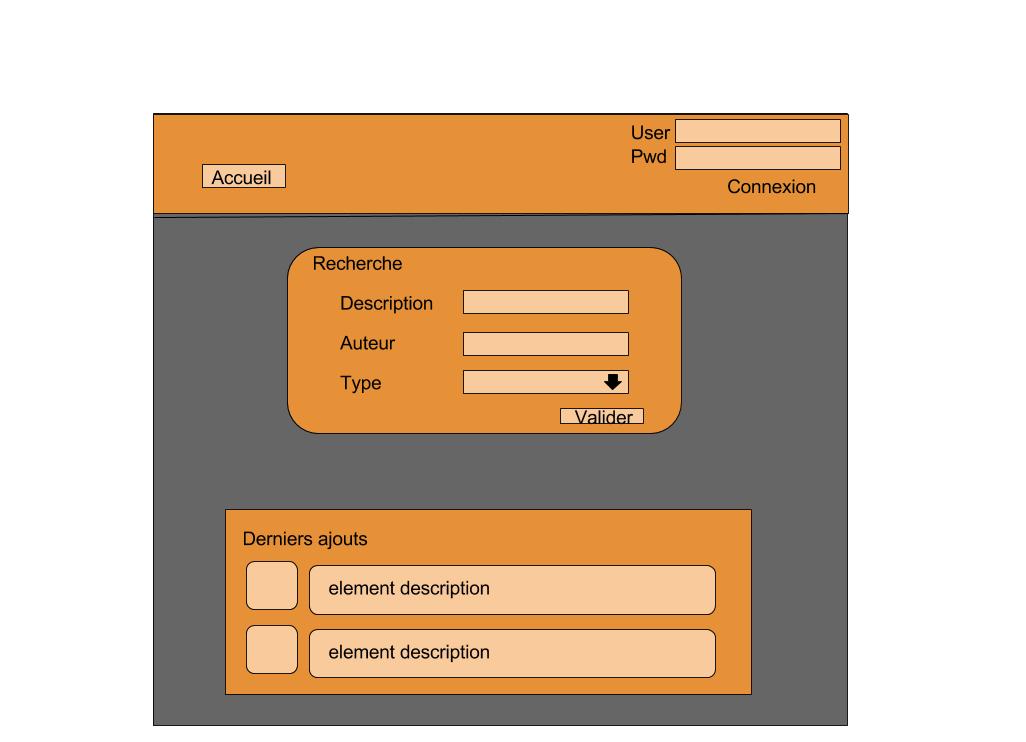 User
Pwd
Accueil
Connexion
Recherche
Description
Auteur
Type
Valider
Derniers ajouts
element description
element description